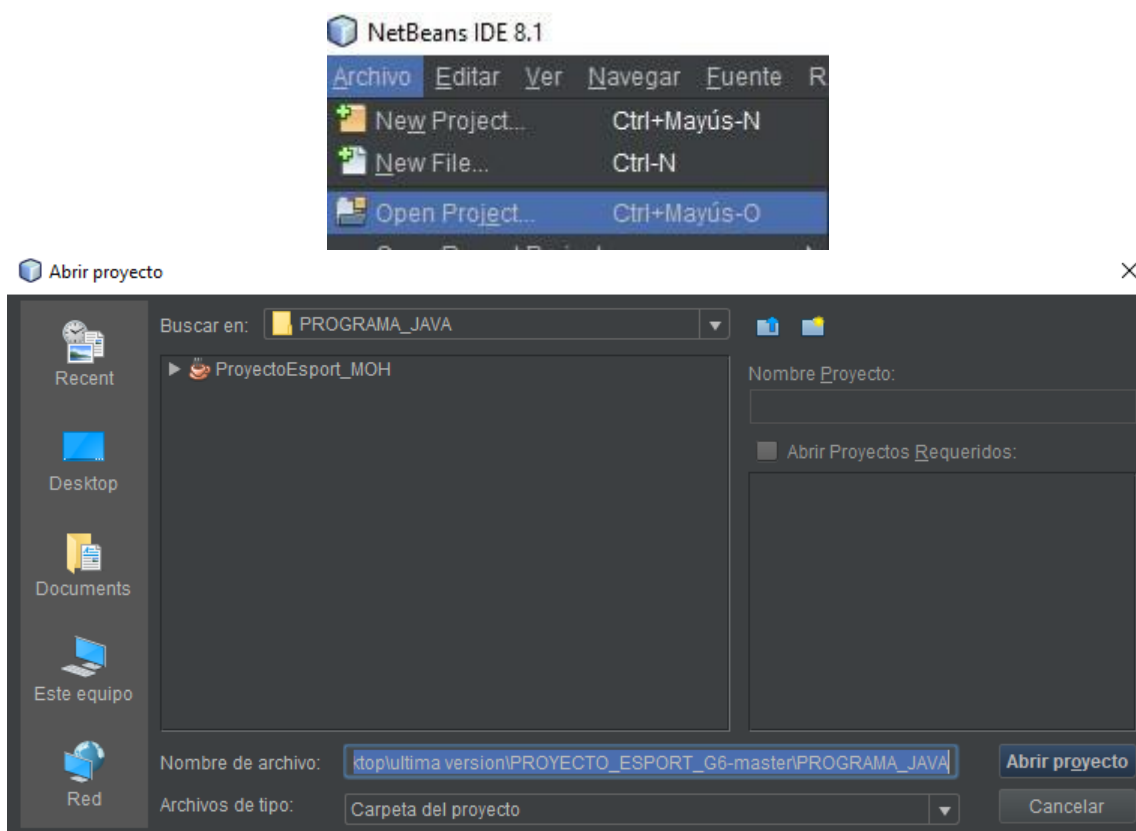 NetBeans IDE 8.1
Archivo Editar Ver Navegar Fuente R
New Project... Ctrl+Mayús-N
New File... Ctrl-N
Open Project... Ctrl+Mayús-O
Abrir proyecto
Buscar en: PROGRAMA_JAVA
Recent
ProyectoEsport_MOH
Nombre Proyecto:
Abrir Proyectos Requeridos:
Desktop
Documents
Este equipo
Red
Nombre de archivo: ktop\ultima version\PROYECTO_ESPORT_G6-master\PROGRAMA_JAVA
Abrir proyecto
Archivos de tipo: Carpeta del proyecto
Cancelar